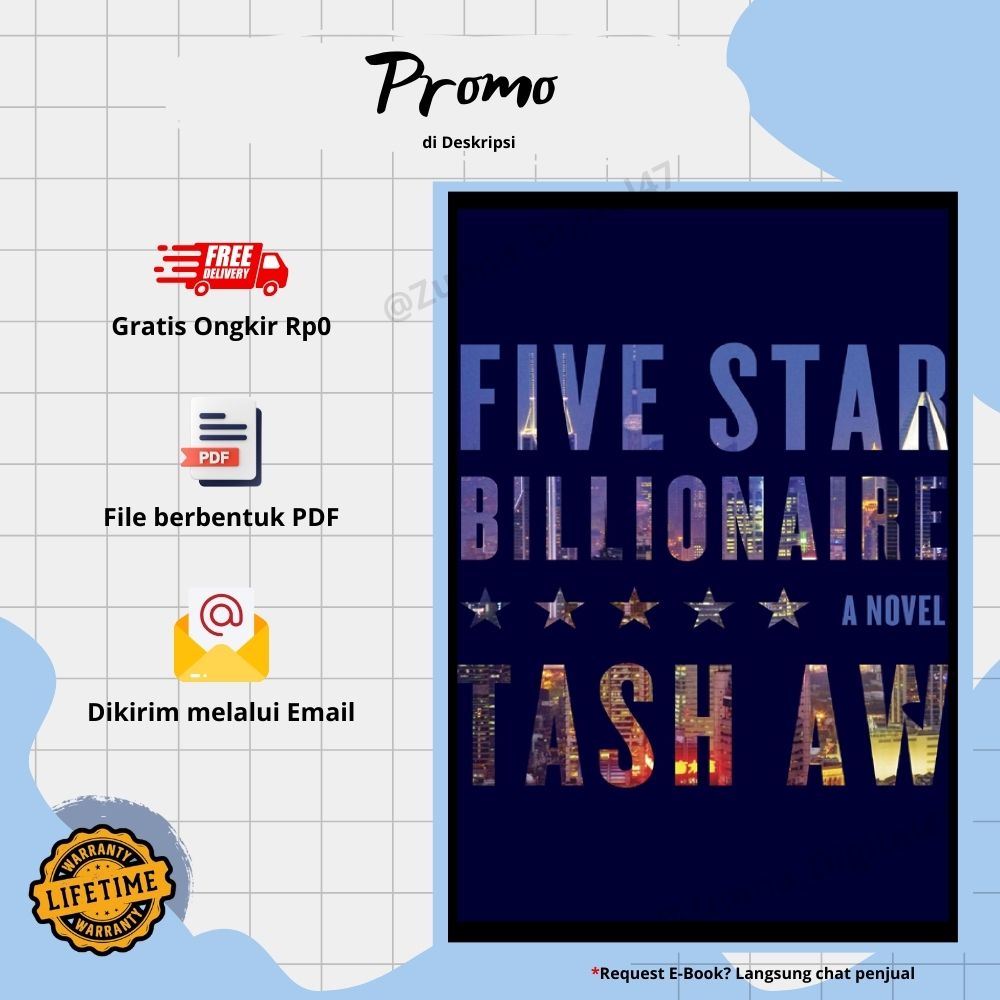 Promo
di Deskripsi
FREE
DELIVERY
Gratis Ongkir Rp0
PDF
File berbentuk PDF
@
Dikirim melalui Email
WARRANTY
LIFETIME
WARRANTY
FIVE STAR
BILLIONAIRE
A NOVEL
TASH AW
*Request E-Book? Langsung chat penjual